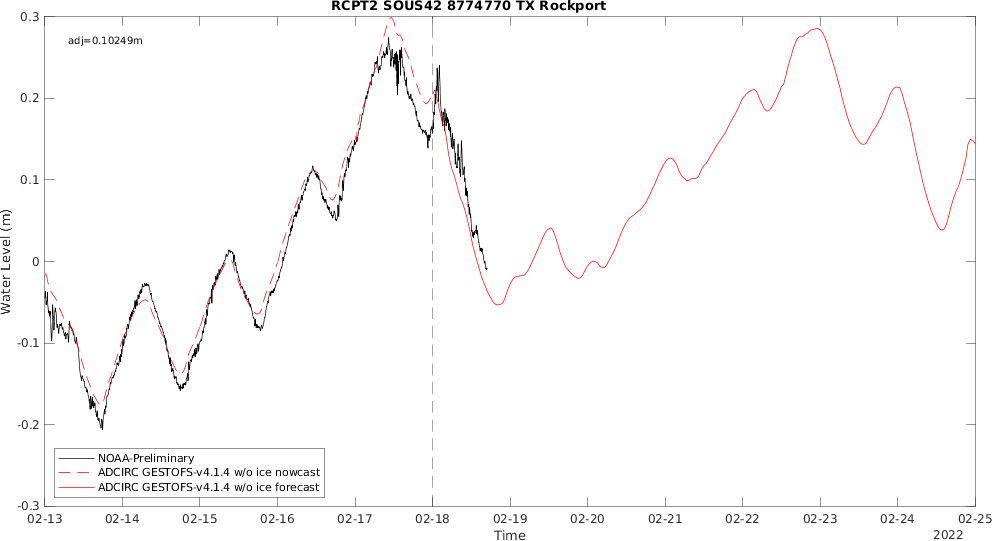 RCPT2 SOUS42 8774770 TX Rockport
adj=0.10249m
0.3
0.2
0.1
0
-0.1
-0.2
-0.3
Water Level (m)
NOAA-Preliminary
ADCIRC GESTOFS-v4.1.4 w/o ice nowcast
ADCIRC GESTOFS-v4.1.4 w/o ice forecast
02-13 02-14 02-15 02-16 02-17 02-18 02-19 02-20 02-21 02-22 02-23 02-24 02-25
Time
2022